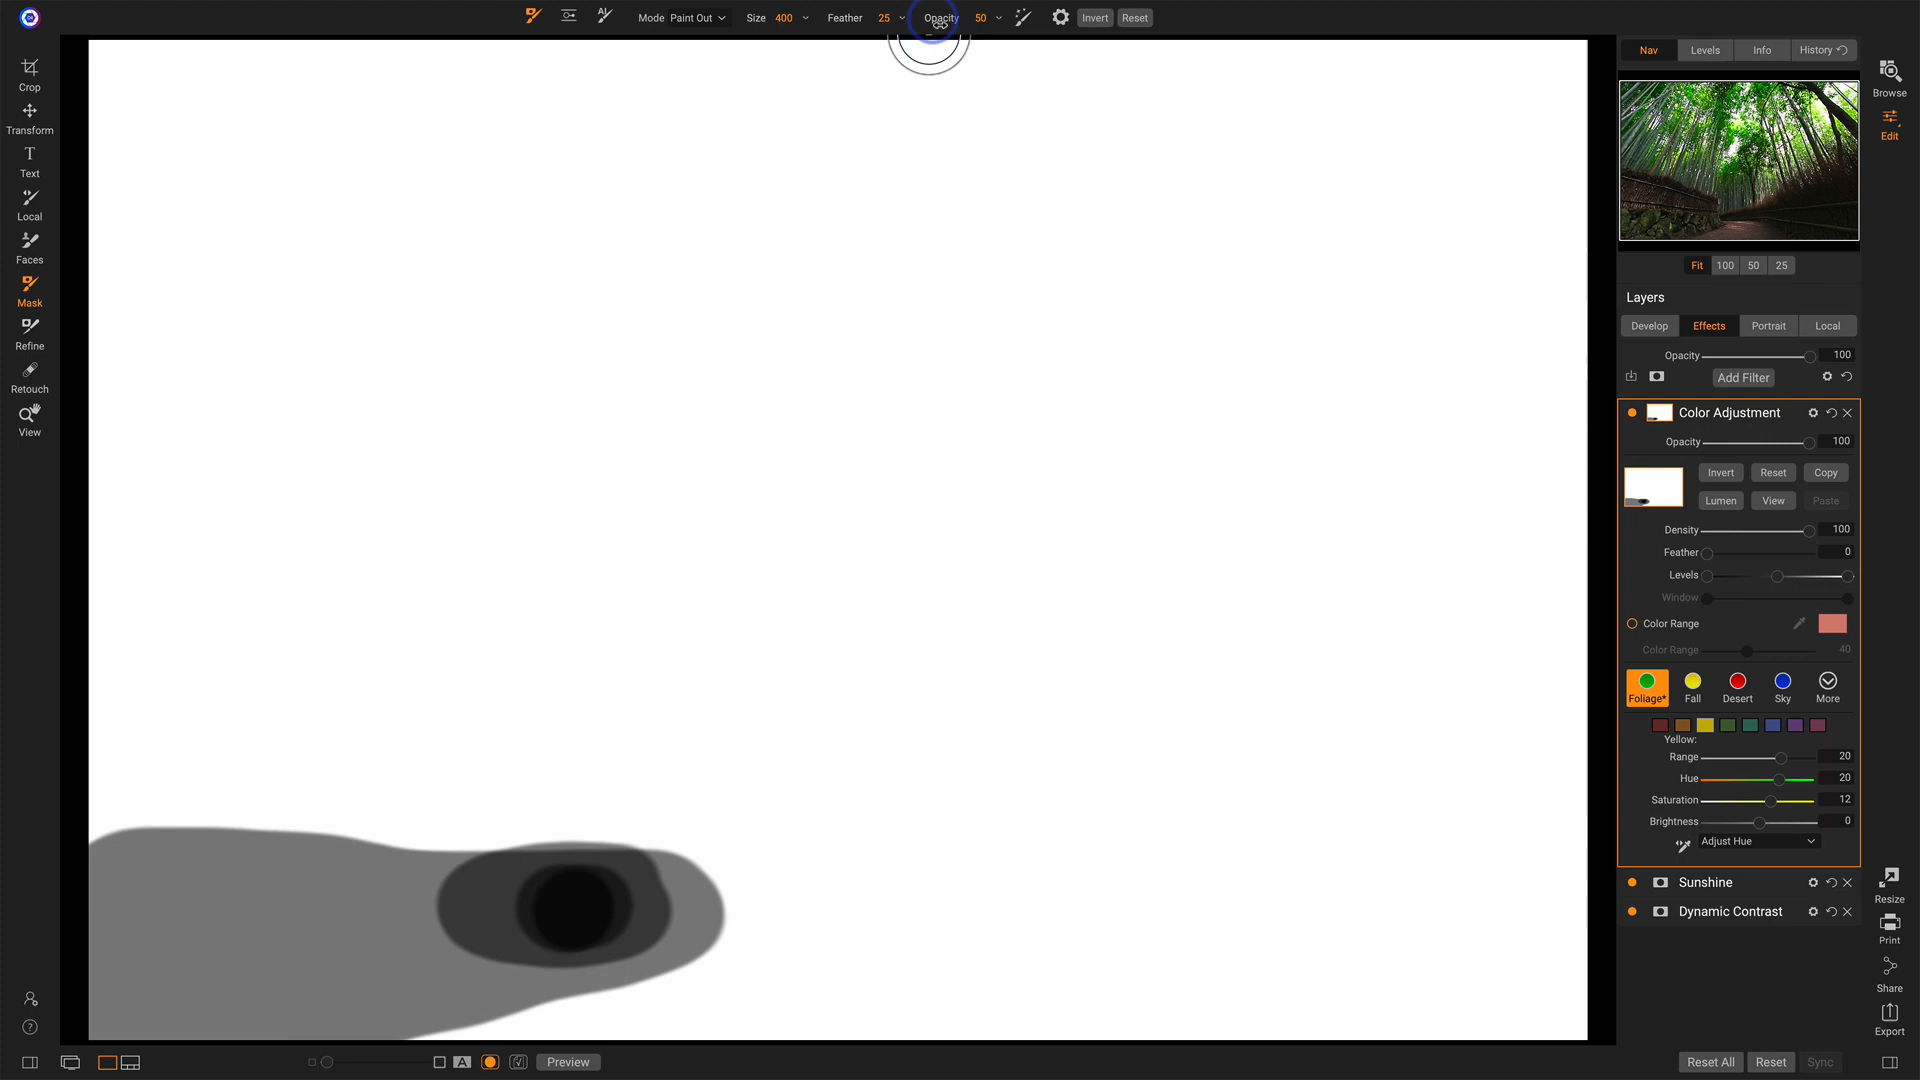 Mode Paint Out Size 400 Feather 25 Opacity 50 Invert Reset
Crop
Transform
Text
Local
Faces
Mask
Refine
Retouch
View
Nav Levels Info History
Browse
Edit
Fit 100 50 25
Layers
Develop Effects Portrait Local
Opacity 100
Add Filter
Color Adjustment
Opacity 100
Invert Reset Copy
Lumen View Paste
Density 100
Feather 0
Levels
Window
Color Range
Color Range 40
Foliage* Fall Desert Sky More
Yellow:
Range 20
Hue 20
Saturation 12
Brightness 0
Adjust Hue
Sunshine
Dynamic Contrast
Resize
Print
Share
Export
A Preview
Reset All Reset Sync